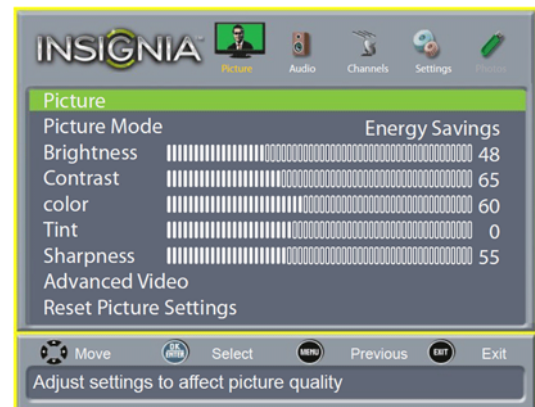 INSIGNIA
Picture Audio Channels Settings Photos
Picture
Picture Mode Energy Savings
Brightness 48
Contrast 65
color 60
Tint 0
Sharpness 55
Advanced Video
Reset Picture Settings
Move OK ENTER Select MENU Previous EXIT Exit
Adjust settings to affect picture quality